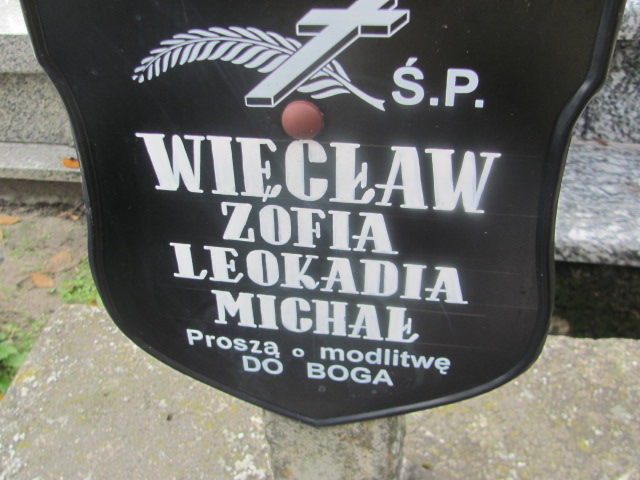 Ś.P.
WIĘCŁAW
ZOFIA
LEOKADIA
MICHAŁ
Proszą o modlitwę
DO BOGA